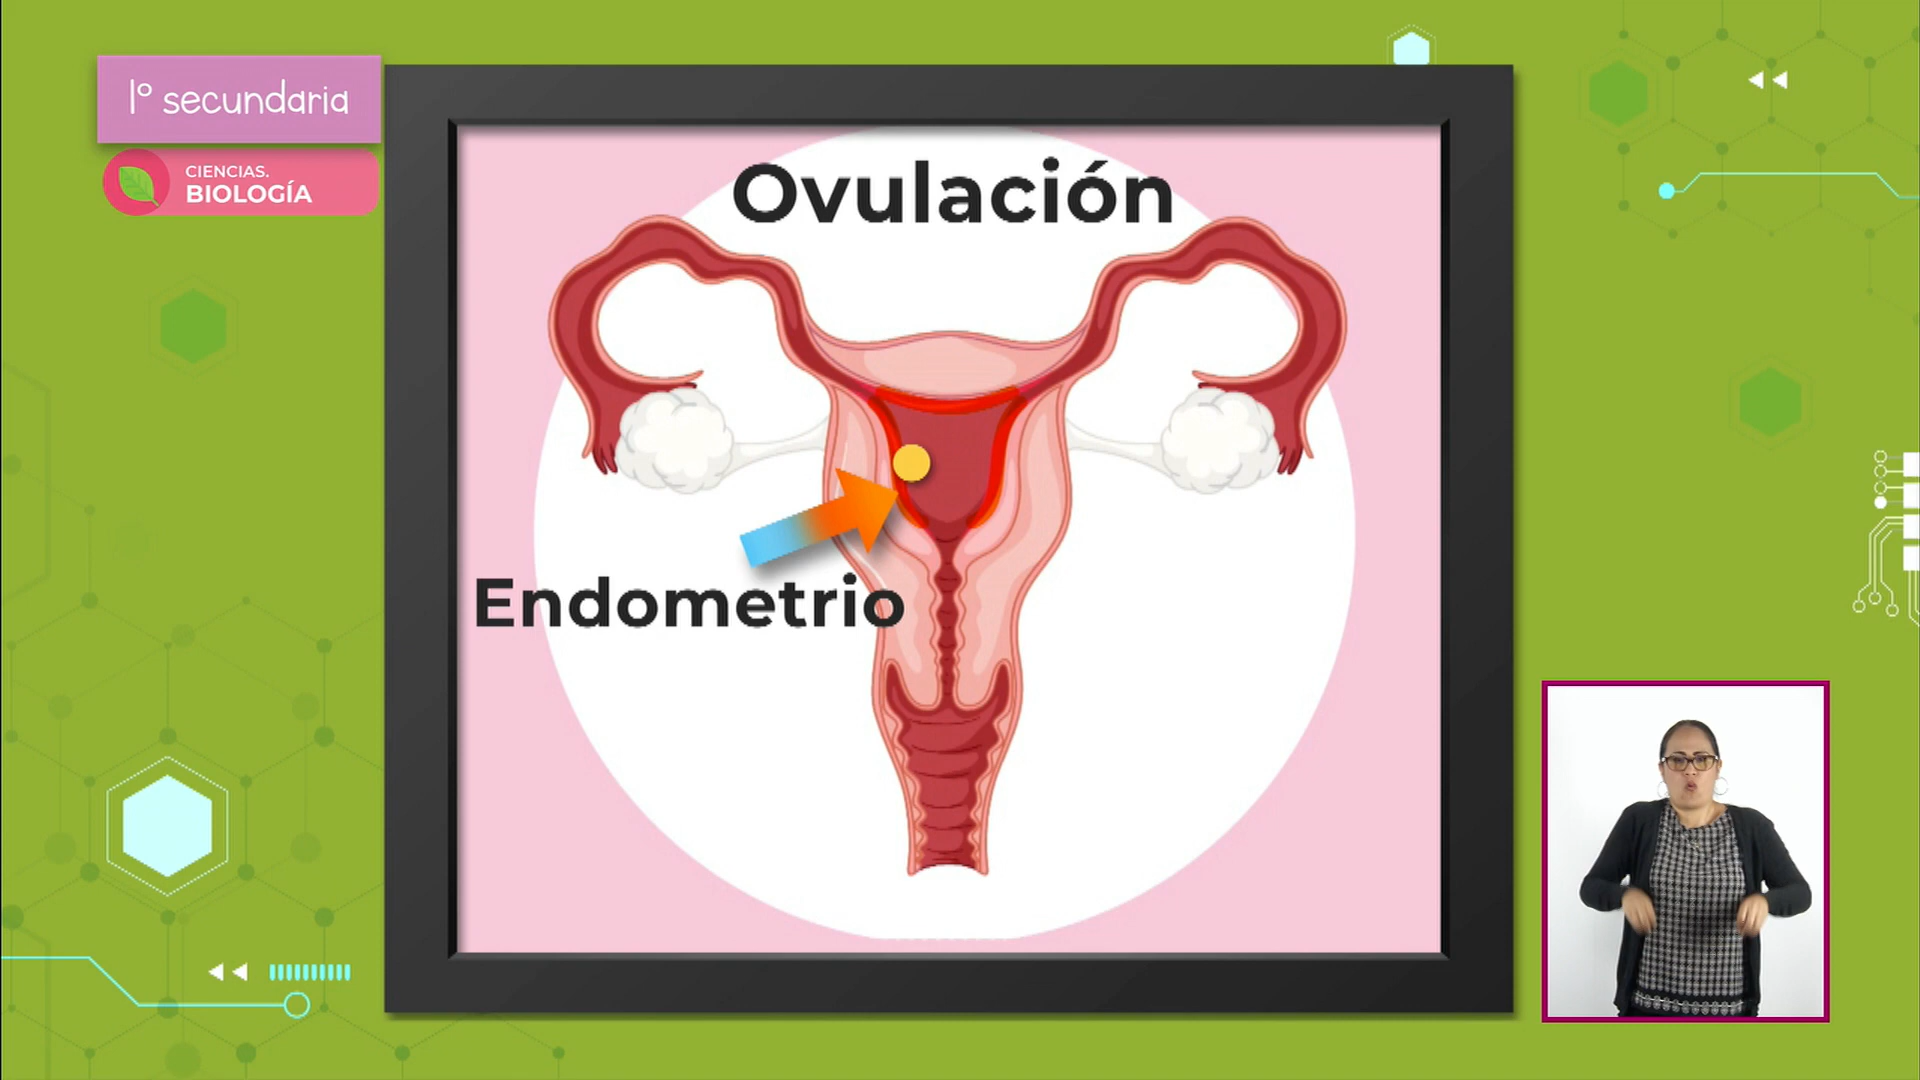 1° secundaria
CIENCIAS.
BIOLOGÍA
Ovulación
Endometrio